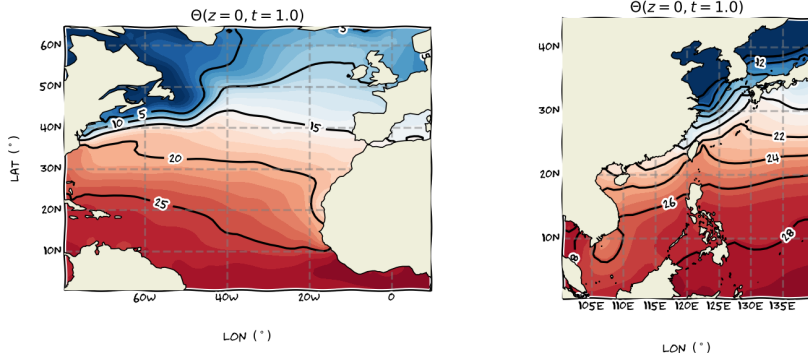 Θ(z = 0, t = 1.0)
60N
50N
40N
30N
20N
10N
LAT (°)
5
5
10
15
20
25
60W
40W
20W
0
LON (°)
Θ(z = 0, t = 1.0)
40N
30N
20N
10N
12
22
24
26
28
105E
110E
115E
120E
125E
130E
135E
LON (°)